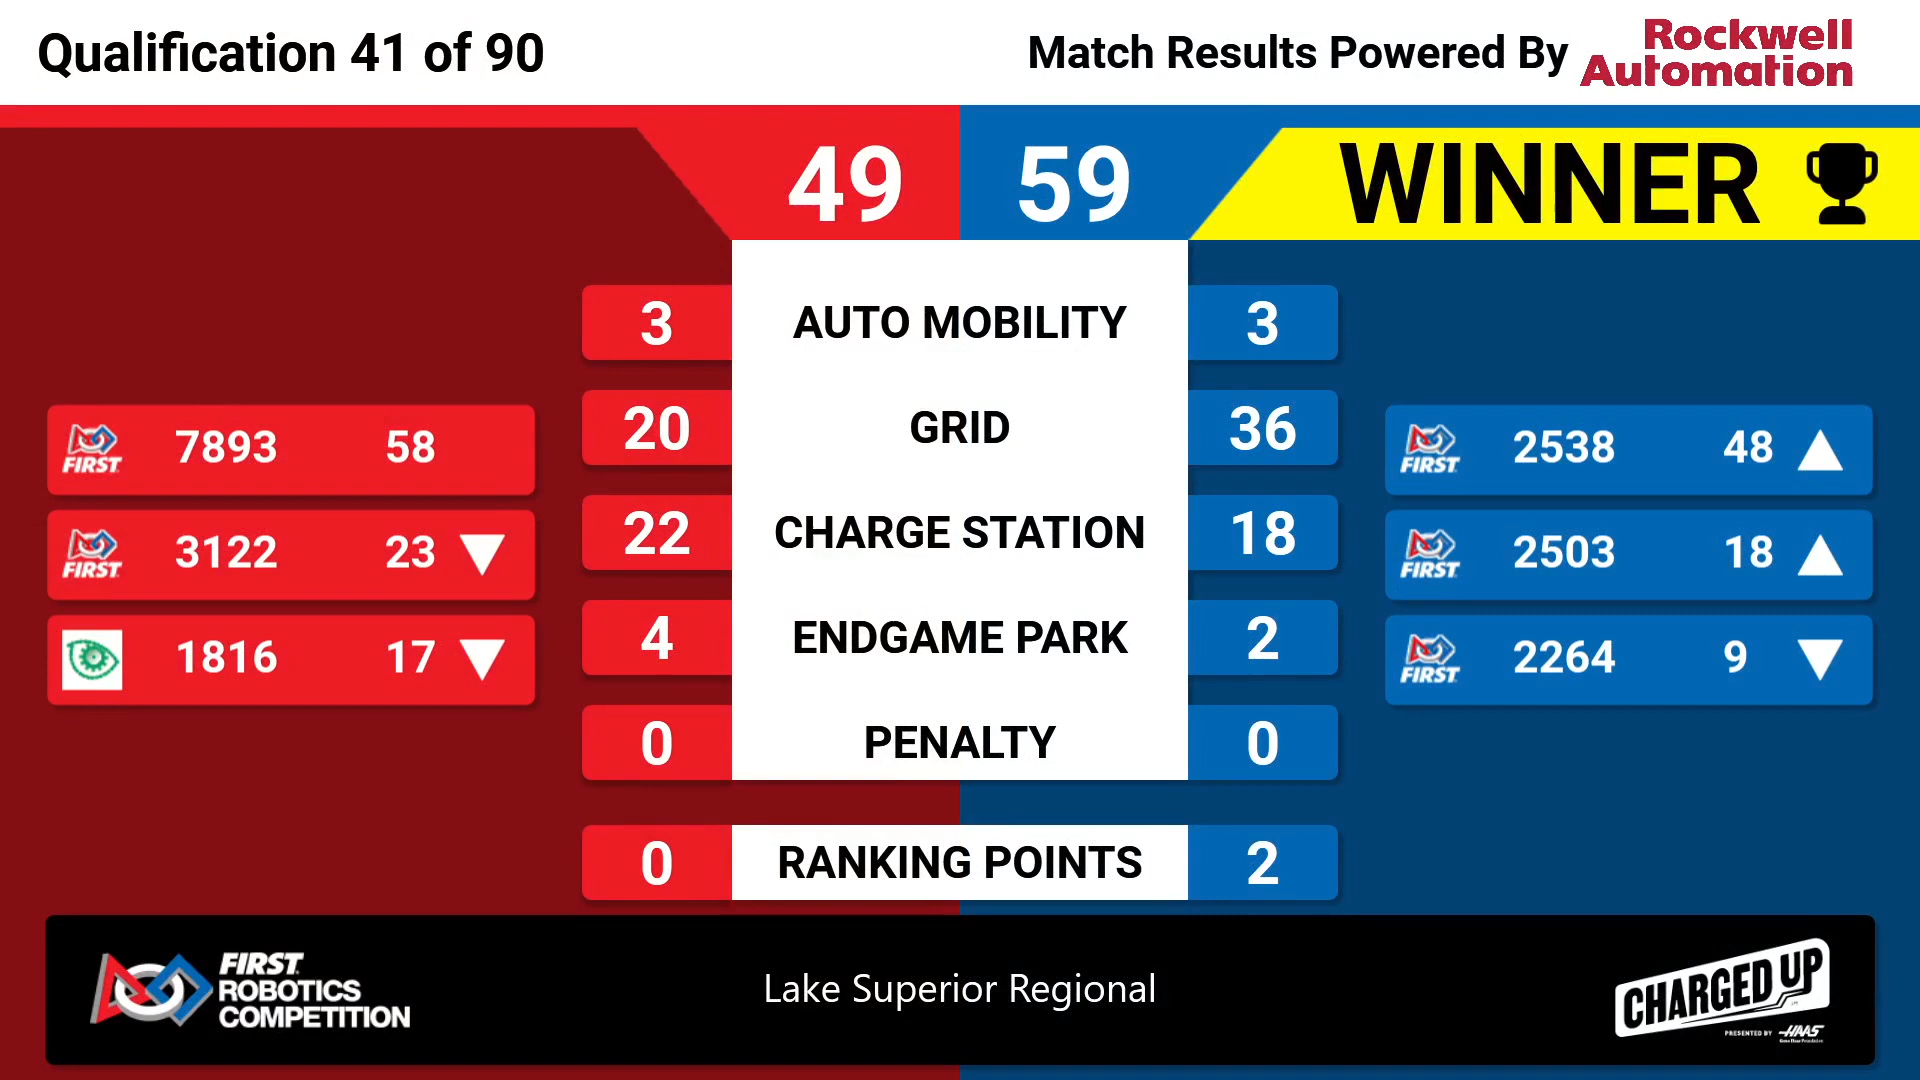 Qualification 41 of 90
Match Results Powered By Rockwell Automation
49 59 WINNER
3 AUTO MOBILITY 3
20 GRID 36
22 CHARGE STATION 18
4 ENDGAME PARK 2
0 PENALTY 0
0 RANKING POINTS 2
FIRST 7893 58
FIRST 3122 23
1816 17
FIRST 2538 48
FIRST 2503 18
FIRST 2264 9
FIRST
ROBOTICS
COMPETITION
Lake Superior Regional
CHARGED UP
PRESENTED BY HAAS